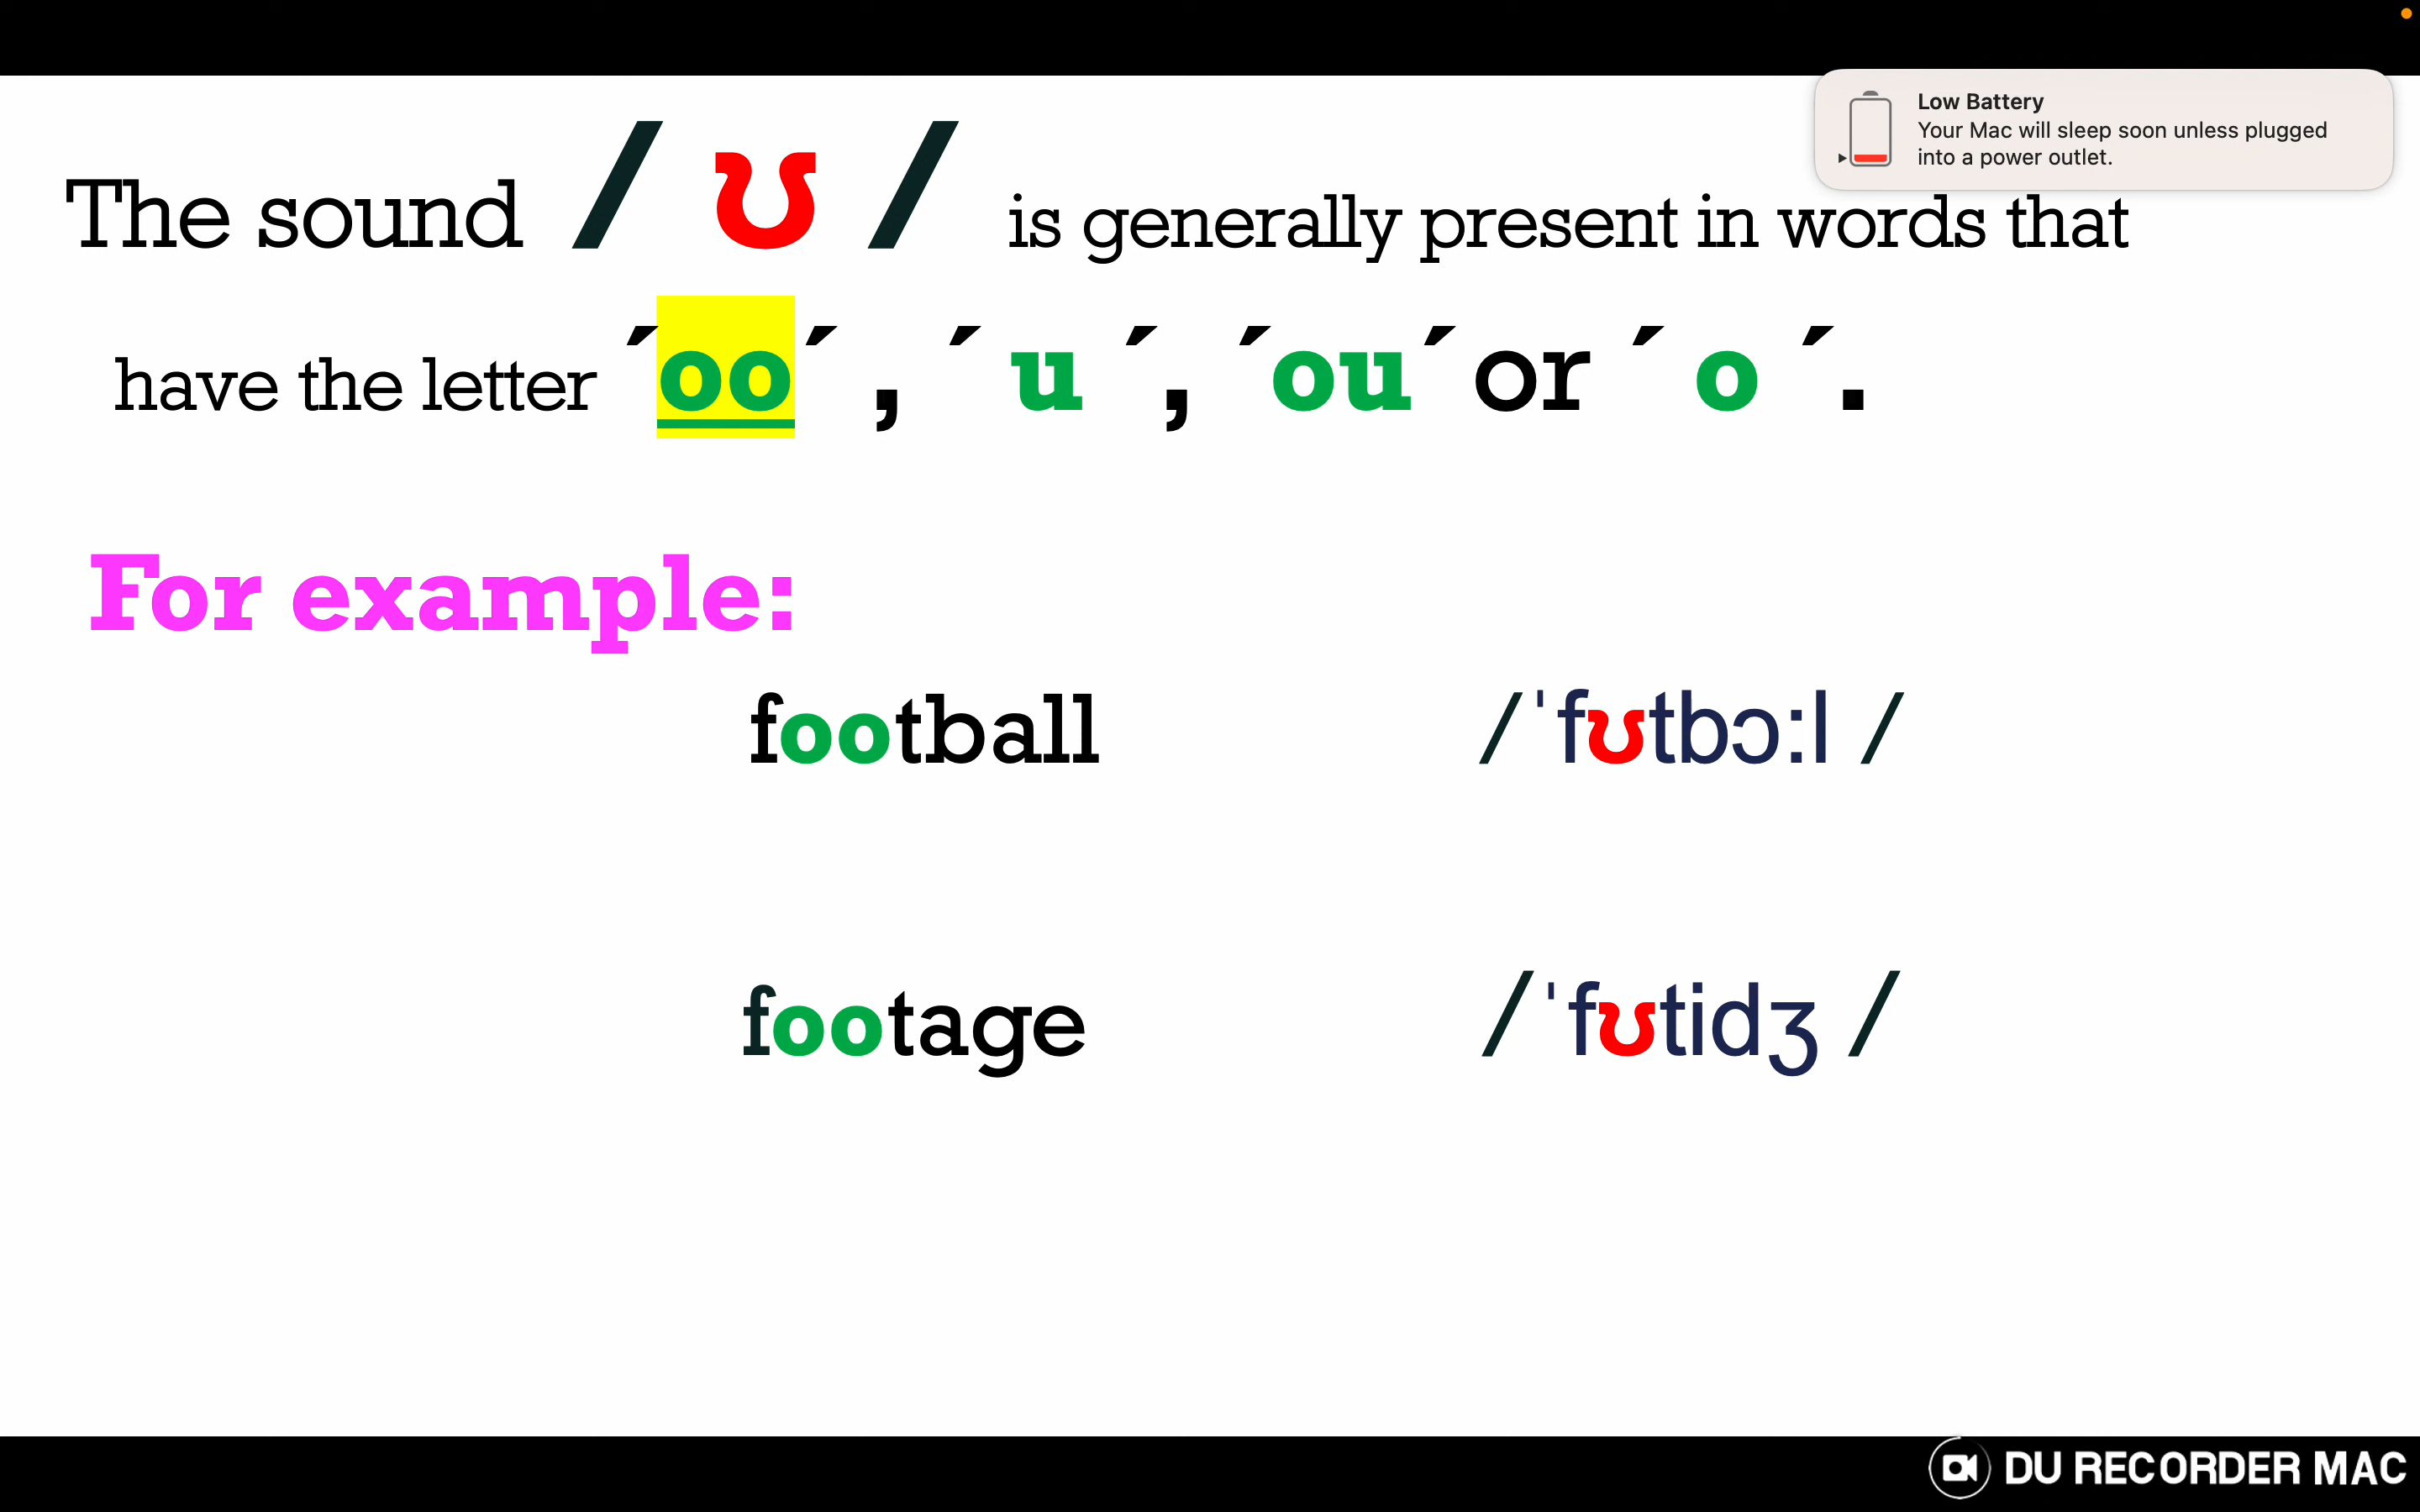 Low Battery
Your Mac will sleep soon unless plugged
into a power outlet.
The sound / ʊ / is generally present in words that
have the letter ´oo´ , ´ u ´, ´ou´ or ´ o ´.
For example:
football /ˈfʊtbɔ:l /
footage /ˈfʊtidʒ /
DU RECORDER MAC